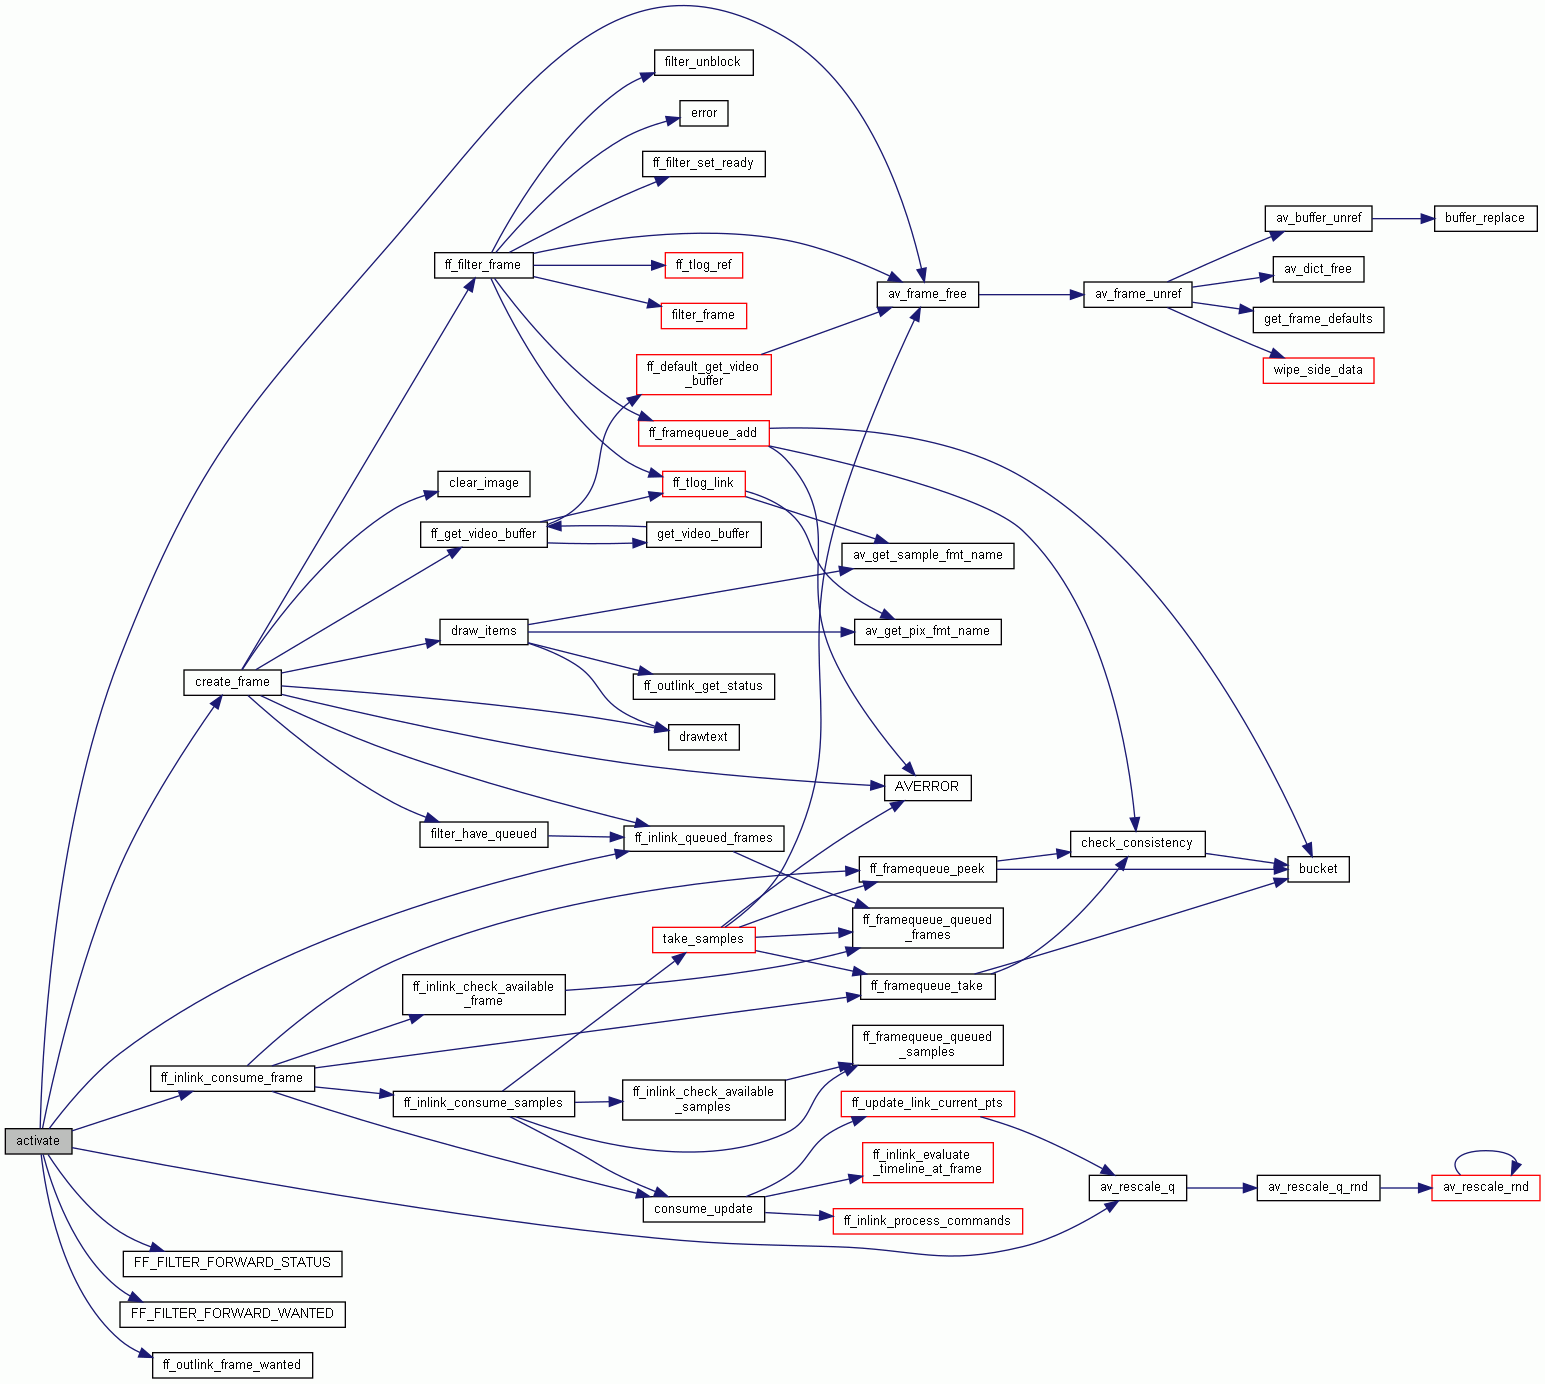 filter_unblock
error
ff_filter_set_ready
av_buffer_unref
buffer_replace
ff_filter_frame
ff_tlog_ref
av_dict_free
av_frame_free
av_frame_unref
filter_frame
get_frame_defaults
ff_default_get_video
_buffer
wipe_side_data
ff_framequeue_add
clear_image
ff_tlog_link
ff_get_video_buffer
get_video_buffer
av_get_sample_fmt_name
draw_items
av_get_pix_fmt_name
create_frame
ff_outlink_get_status
drawtext
AVERROR
filter_have_queued
ff_inlink_queued_frames
check_consistency
ff_framequeue_peek
bucket
ff_framequeue_queued
_frames
take_samples
ff_inlink_check_available
_frame
ff_framequeue_take
ff_framequeue_queued
_samples
ff_inlink_consume_frame
ff_inlink_consume_samples
ff_inlink_check_available
_samples
ff_update_link_current_pts
activate
ff_inlink_evaluate
_timeline_at_frame
av_rescale_q
av_rescale_q_rnd
av_rescale_rnd
consume_update
ff_inlink_process_commands
FF_FILTER_FORWARD_STATUS
FF_FILTER_FORWARD_WANTED
ff_outlink_frame_wanted